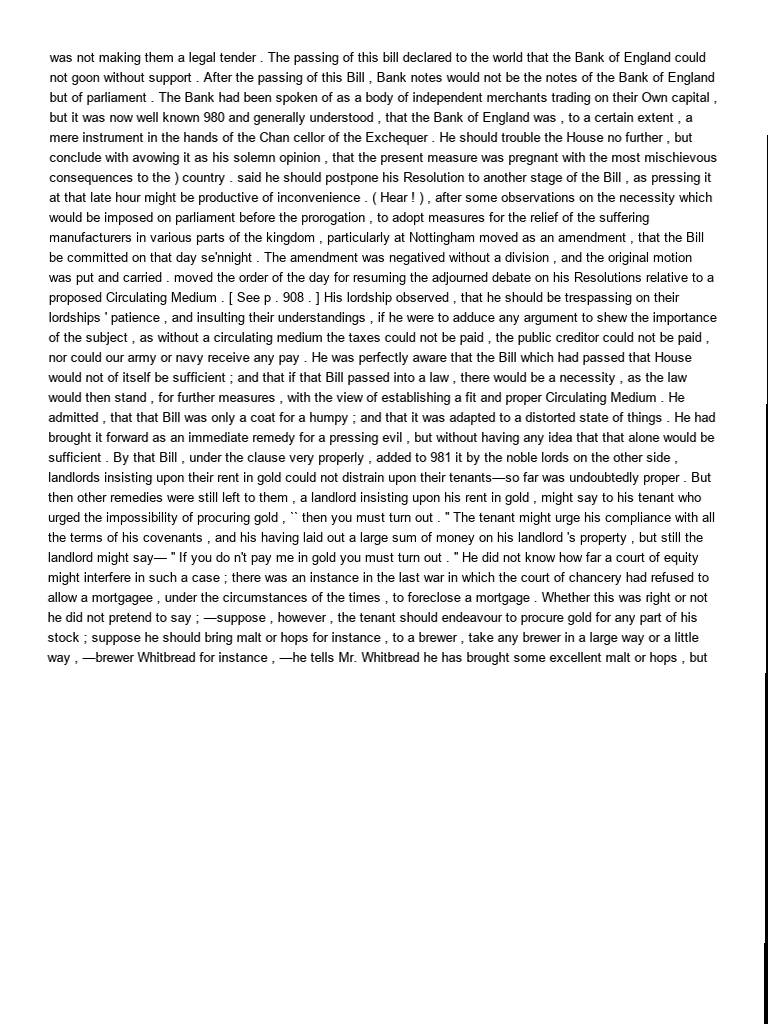 was not making them a legal tender . The passing of this bill declared to the world that the Bank of England could
not goon without support . After the passing of this Bill , Bank notes would not be the notes of the Bank of England
but of parliament . The Bank had been spoken of as a body of independent merchants trading on their Own capital ,
but it was now well known 980 and generally understood , that the Bank of England was , to a certain extent , a
mere instrument in the hands of the Chan cellor of the Exchequer . He should trouble the House no further , but
conclude with avowing it as his solemn opinion , that the present measure was pregnant with the most mischievous
consequences to the ) country . said he should postpone his Resolution to another stage of the Bill , as pressing it
at that late hour might be productive of inconvenience . ( Hear ! ) , after some observations on the necessity which
would be imposed on parliament before the prorogation , to adopt measures for the relief of the suffering
manufacturers in various parts of the kingdom , particularly at Nottingham moved as an amendment , that the Bill
be committed on that day se'nnight . The amendment was negatived without a division , and the original motion
was put and carried . moved the order of the day for resuming the adjourned debate on his Resolutions relative to a
proposed Circulating Medium . [ See p . 908 . ] His lordship observed , that he should be trespassing on their
lordships ' patience , and insulting their understandings , if he were to adduce any argument to shew the importance
of the subject , as without a circulating medium the taxes could not be paid , the public creditor could not be paid ,
nor could our army or navy receive any pay . He was perfectly aware that the Bill which had passed that House
would not of itself be sufficient ; and that if that Bill passed into a law , there would be a necessity , as the law
would then stand , for further measures , with the view of establishing a fit and proper Circulating Medium . He
admitted , that that Bill was only a coat for a humpy ; and that it was adapted to a distorted state of things . He had
brought it forward as an immediate remedy for a pressing evil , but without having any idea that that alone would be
sufficient . By that Bill , under the clause very properly , added to 981 it by the noble lords on the other side ,
landlords insisting upon their rent in gold could not distrain upon their tenants—so far was undoubtedly proper . But
then other remedies were still left to them , a landlord insisting upon his rent in gold , might say to his tenant who
urged the impossibility of procuring gold , `` then you must turn out . " The tenant might urge his compliance with all
the terms of his covenants , and his having laid out a large sum of money on his landlord 's property , but still the
landlord might say— " If you do n't pay me in gold you must turn out . " He did not know how far a court of equity
might interfere in such a case ; there was an instance in the last war in which the court of chancery had refused to
allow a mortgagee , under the circumstances of the times , to foreclose a mortgage . Whether this was right or not
he did not pretend to say ; —suppose , however , the tenant should endeavour to procure gold for any part of his
stock ; suppose he should bring malt or hops for instance , to a brewer , take any brewer in a large way or a little
way , —brewer Whitbread for instance , —he tells Mr. Whitbread he has brought some excellent malt or hops , but